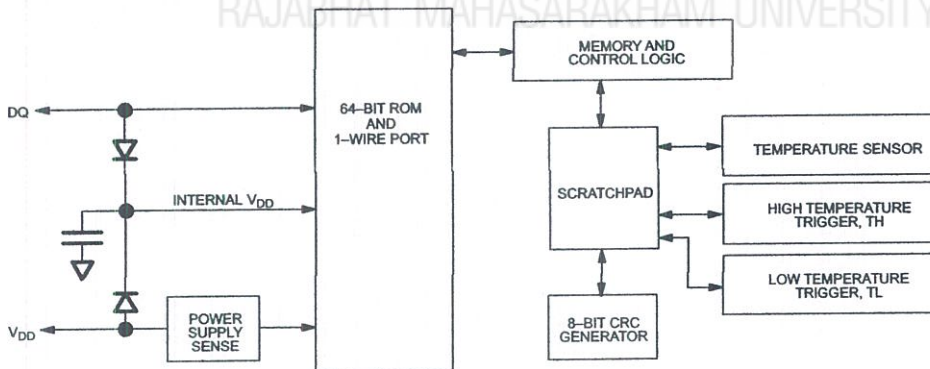 RAJABHAT MAHASARAKHAM UNIVERSITY
DQ
INTERNAL VDD
VDD
POWER
SUPPLY
SENSE
64–BIT ROM
AND
1–WIRE PORT
MEMORY AND
CONTROL LOGIC
SCRATCHPAD
8–BIT CRC
GENERATOR
TEMPERATURE SENSOR
HIGH TEMPERATURE
TRIGGER, TH
LOW TEMPERATURE
TRIGGER, TL